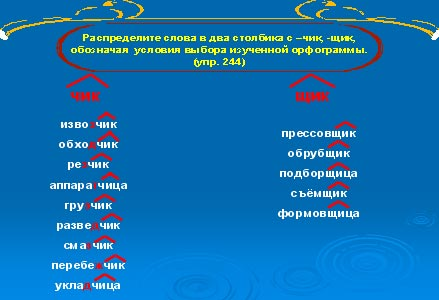 Распределите слова в два столбика с –чик, -щик,
обозначая условия выбора изученной орфограммы.
(упр. 244)
чик
извозчик
обходчик
резчик
аппаратчица
грузчик
разведчик
смазчик
перебежчик
укладчица
щик
прессовщик
обрубщик
подборщица
съёмщик
формовщица